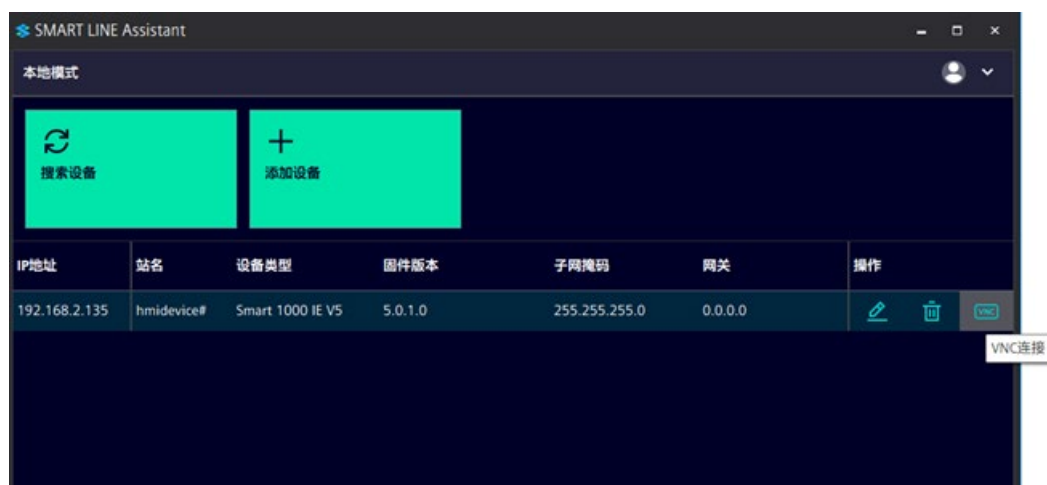 SMART LINE Assistant
本地模式
搜索设备 添加设备
IP地址 站名 设备类型 固件版本 子网掩码 网关 操作
192.168.2.135 hmidevice# Smart 1000 IE V5 5.0.1.0 255.255.255.0 0.0.0.0 VNC
VNC连接